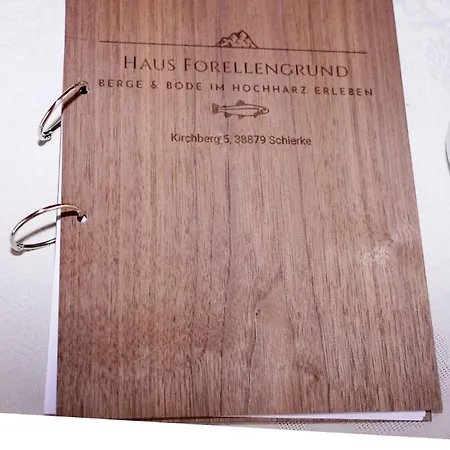 HAUS FORELLENGRUND
BERGE & BODE IM HOCHHARZ ERLEBEN
Kirchberg 5, 38879 Schierke